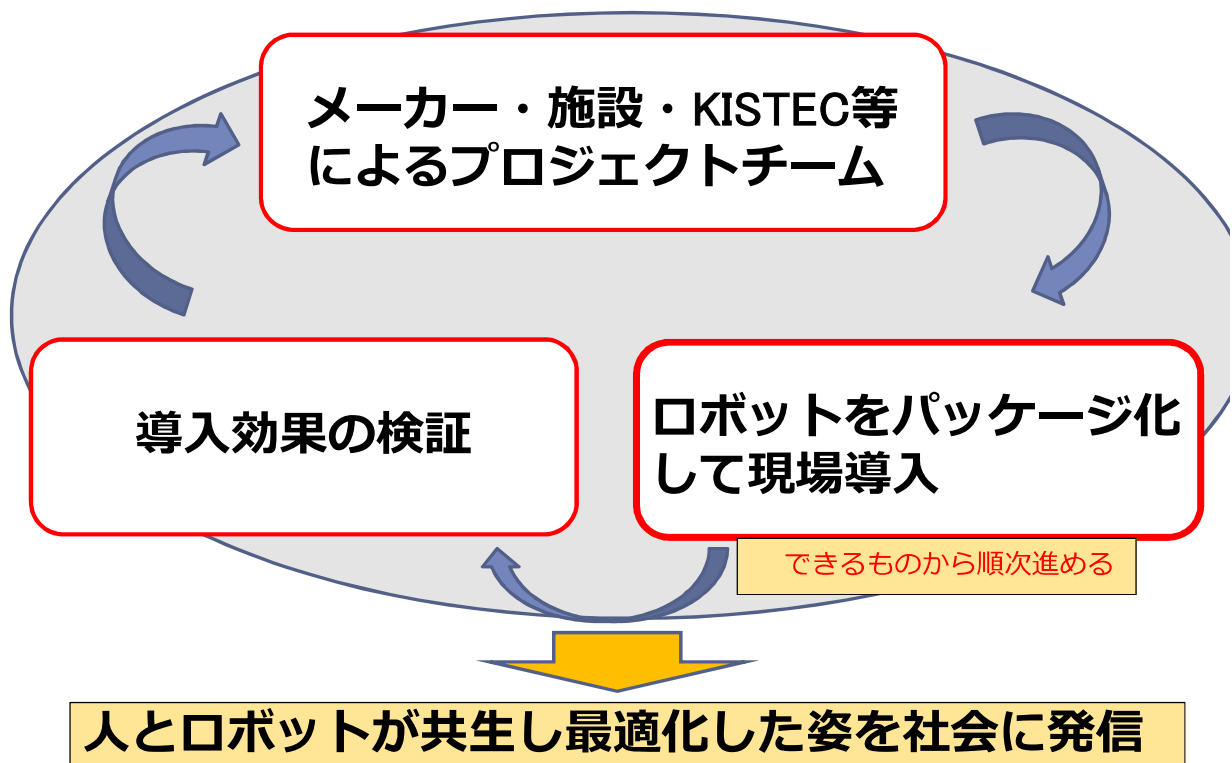 メーカー・施設・KISTEC等
によるプロジェクトチーム
導入効果の検証
ロボットをパッケージ化
して現場導入
できるものから順次進める
人とロボットが共生し最適化した姿を社会に発信